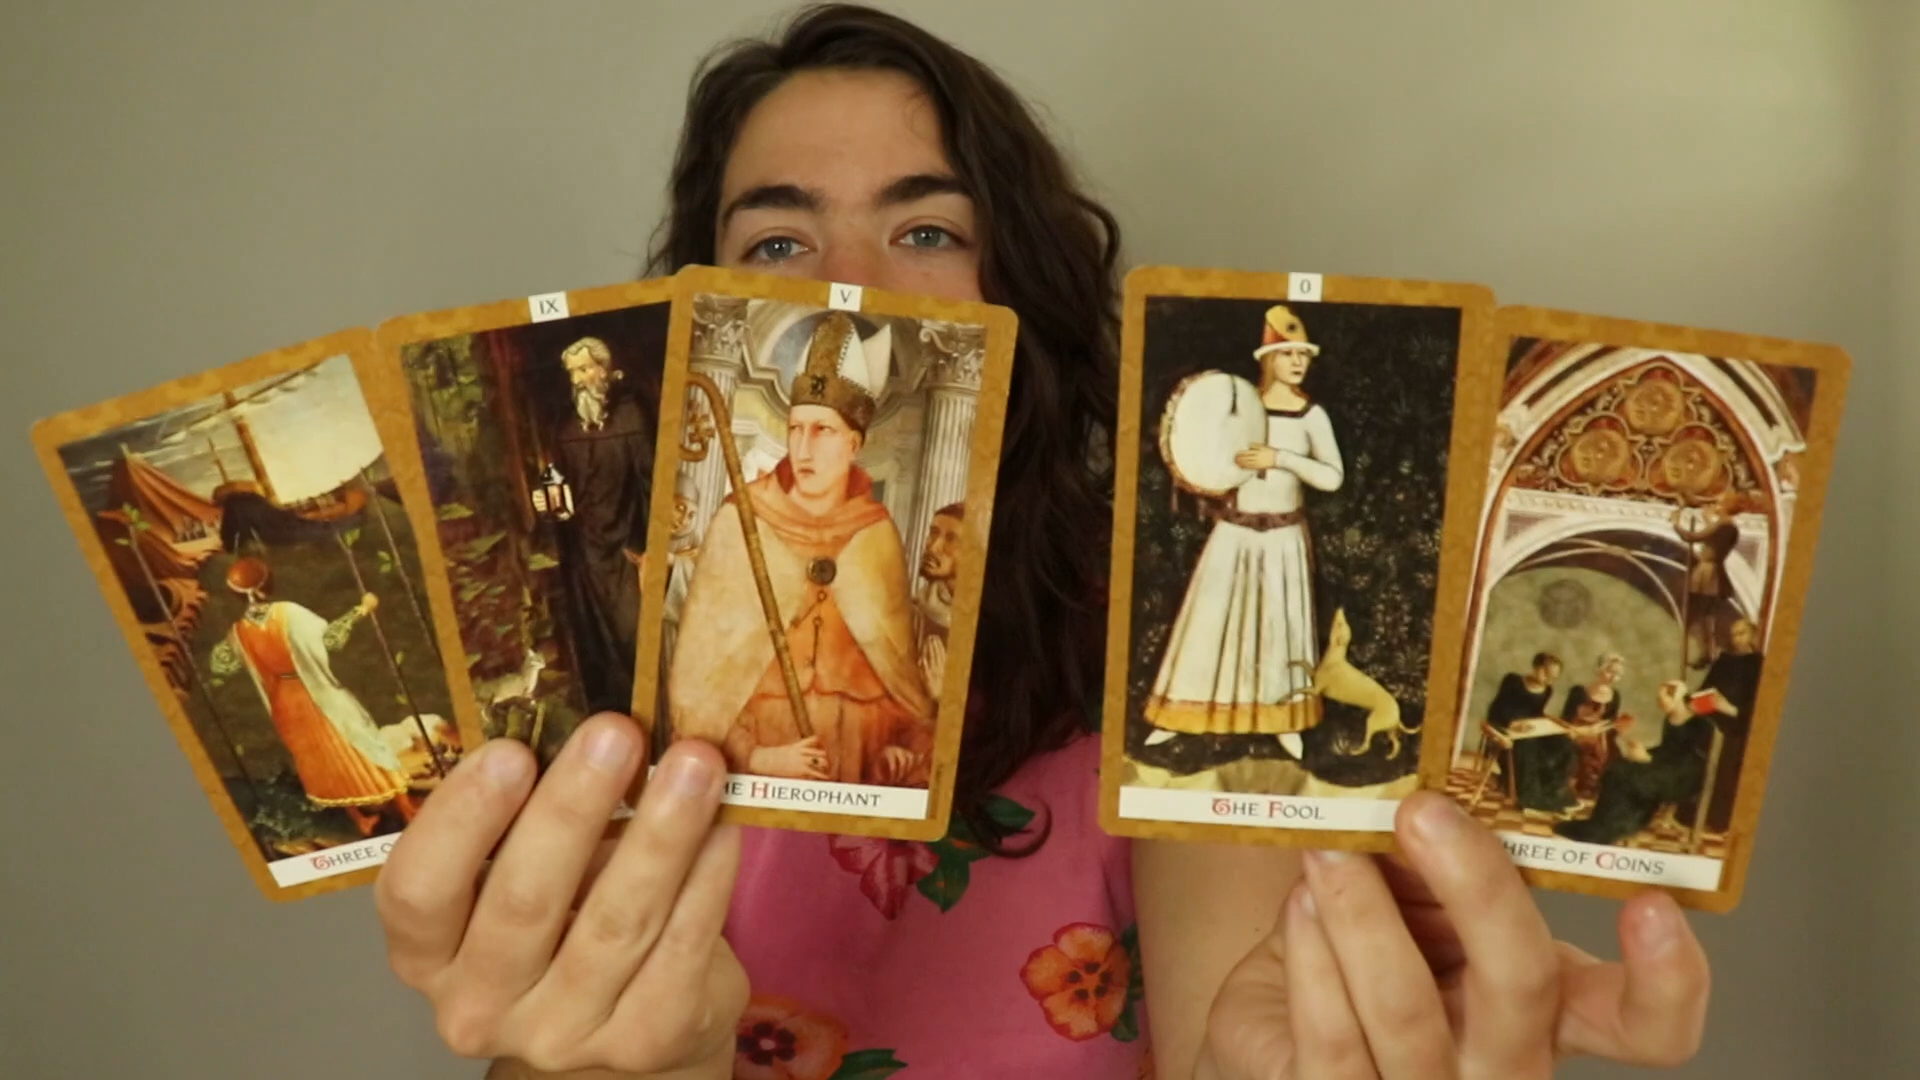 IX
V
0
THREE
HIEROPHANT
THE FOOL
OF COINS